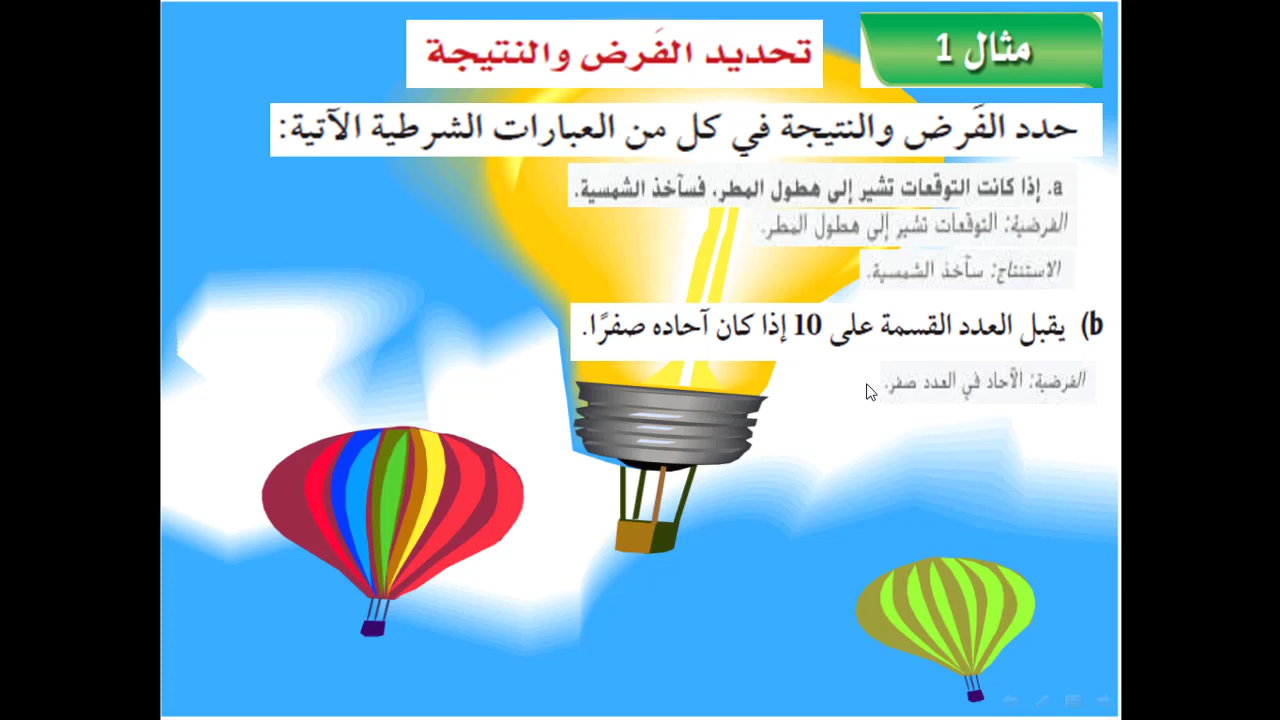 مثال 1
تحديد الفَرض والنتيجة
حدد الفَرض والنتيجة في كل من العبارات الشرطية الآتية:
a. إذا كانت التوقعات تشير إلى هطول المطر، فسآخذ الشمسية.
الفرضية: التوقعات تشير إلى هطول المطر.
الاستنتاج: سآخذ الشمسية.
b) يقبل العدد القسمة على 10 إذا كان آحاده صفرًا.
الفرضية: الآحاد في العدد صفر.